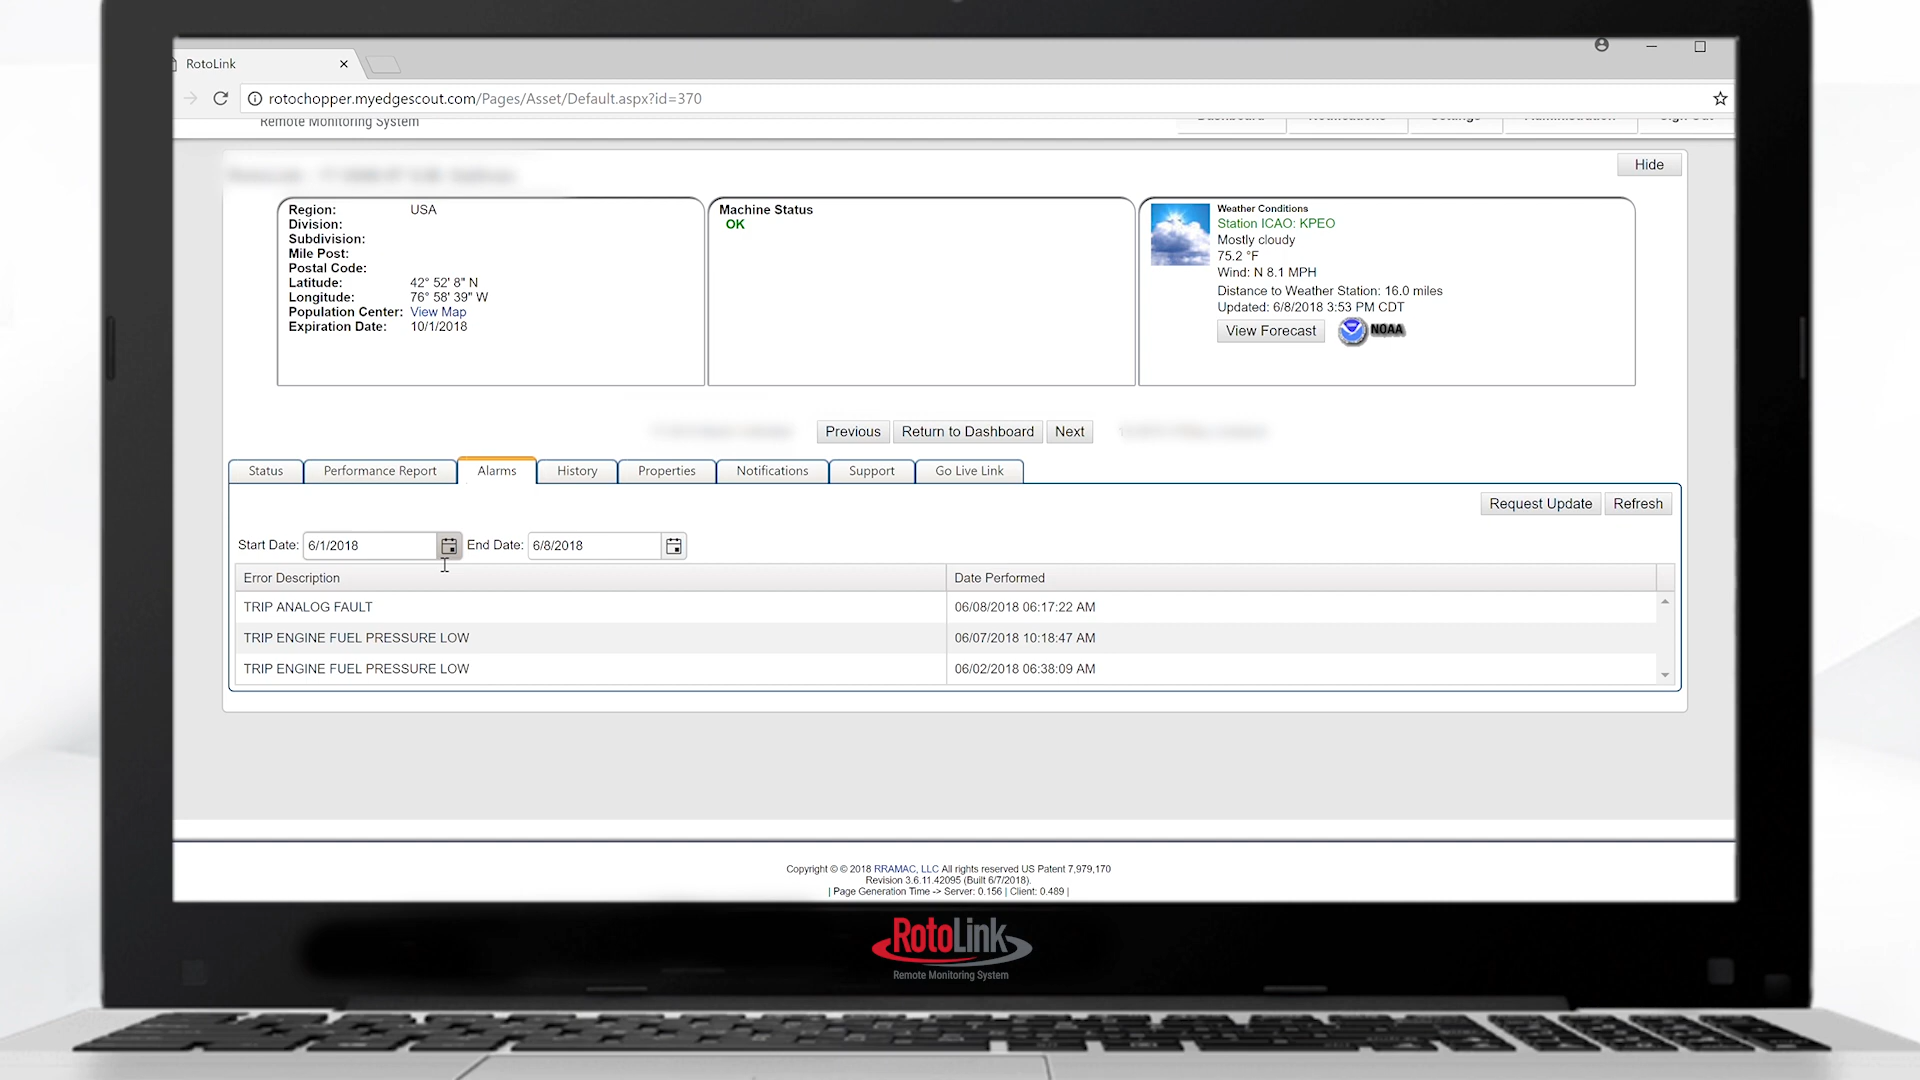 RotoLink
rotochopper.myedgescout.com/Pages/Asset/Default.aspx?id=370
Remote Monitoring System
Dashboard Notifications Settings Administration Sign Out
Hide
Region: USA
Division:
Subdivision:
Mile Post:
Postal Code:
Latitude: 42° 52' 8" N
Longitude: 76° 58' 39" W
Population Center: View Map
Expiration Date: 10/1/2018
Machine Status
OK
Weather Conditions
Station ICAO: KPEO
Mostly cloudy
75.2 °F
Wind: N 8.1 MPH
Distance to Weather Station: 16.0 miles
Updated: 6/8/2018 3:53 PM CDT
View Forecast NOAA
Previous Return to Dashboard Next
Status Performance Report Alarms History Properties Notifications Support Go Live Link
Request Update Refresh
Start Date: 6/1/2018 End Date: 6/8/2018
Error Description Date Performed
TRIP ANALOG FAULT 06/08/2018 06:17:22 AM
TRIP ENGINE FUEL PRESSURE LOW 06/07/2018 10:18:47 AM
TRIP ENGINE FUEL PRESSURE LOW 06/02/2018 06:38:09 AM
Copyright © © 2018 RRAMAC, LLC All rights reserved US Patent 7,979,170
Revision 3.6.11.42095 (Built 6/7/2018).
| Page Generation Time -> Server: 0.156 | Client: 0.489 |
RotoLink
Remote Monitoring System